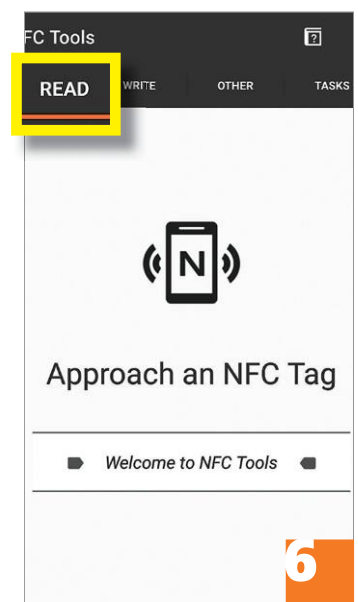 FC Tools
READ WRITE OTHER TASKS
N
Approach an NFC Tag
Welcome to NFC Tools
6